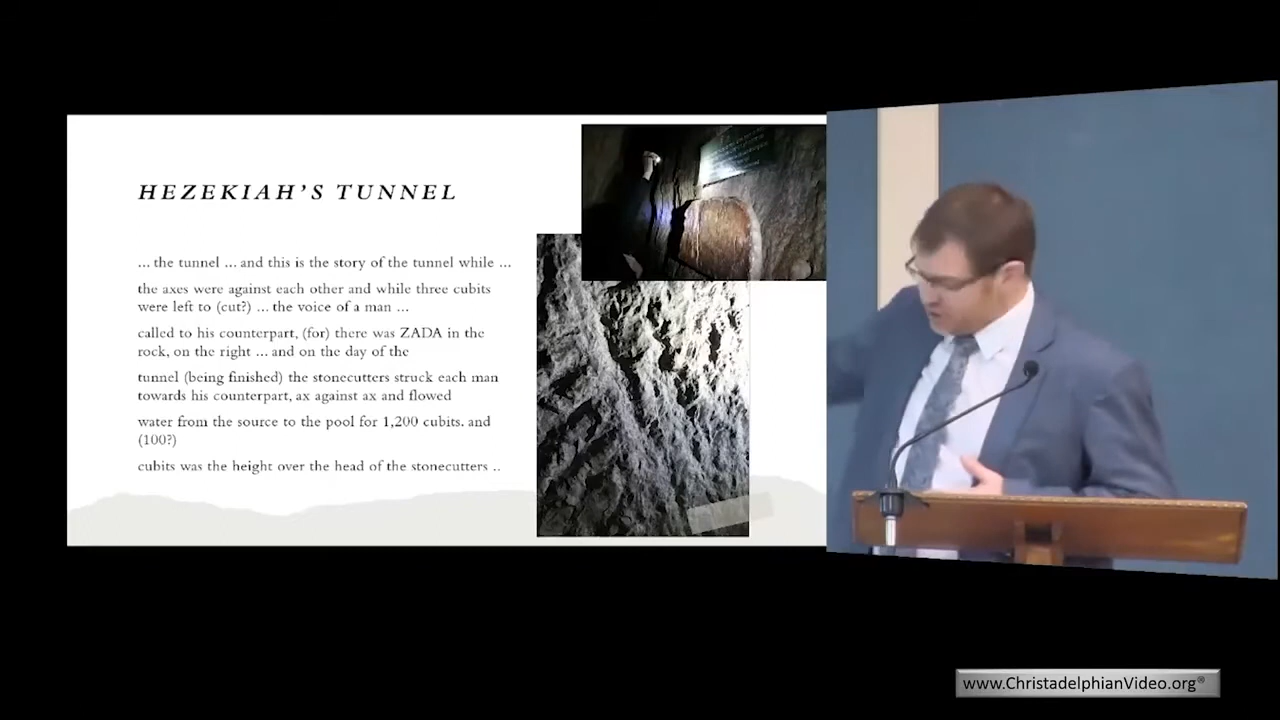 HEZEKIAH'S TUNNEL
... the tunnel ... and this is the story of the tunnel while ...
the axes were against each other and while three cubits
were left to (cut?) ... the voice of a man ...
called to his counterpart, (for) there was ZADA in the
rock, on the right ... and on the day of the
tunnel (being finished) the stonecutters struck each man
towards his counterpart, ax against ax and flowed
water from the source to the pool for 1,200 cubits. and
(100?)
cubits was the height over the head of the stonecutters ..
www.ChristadelphianVideo.org®